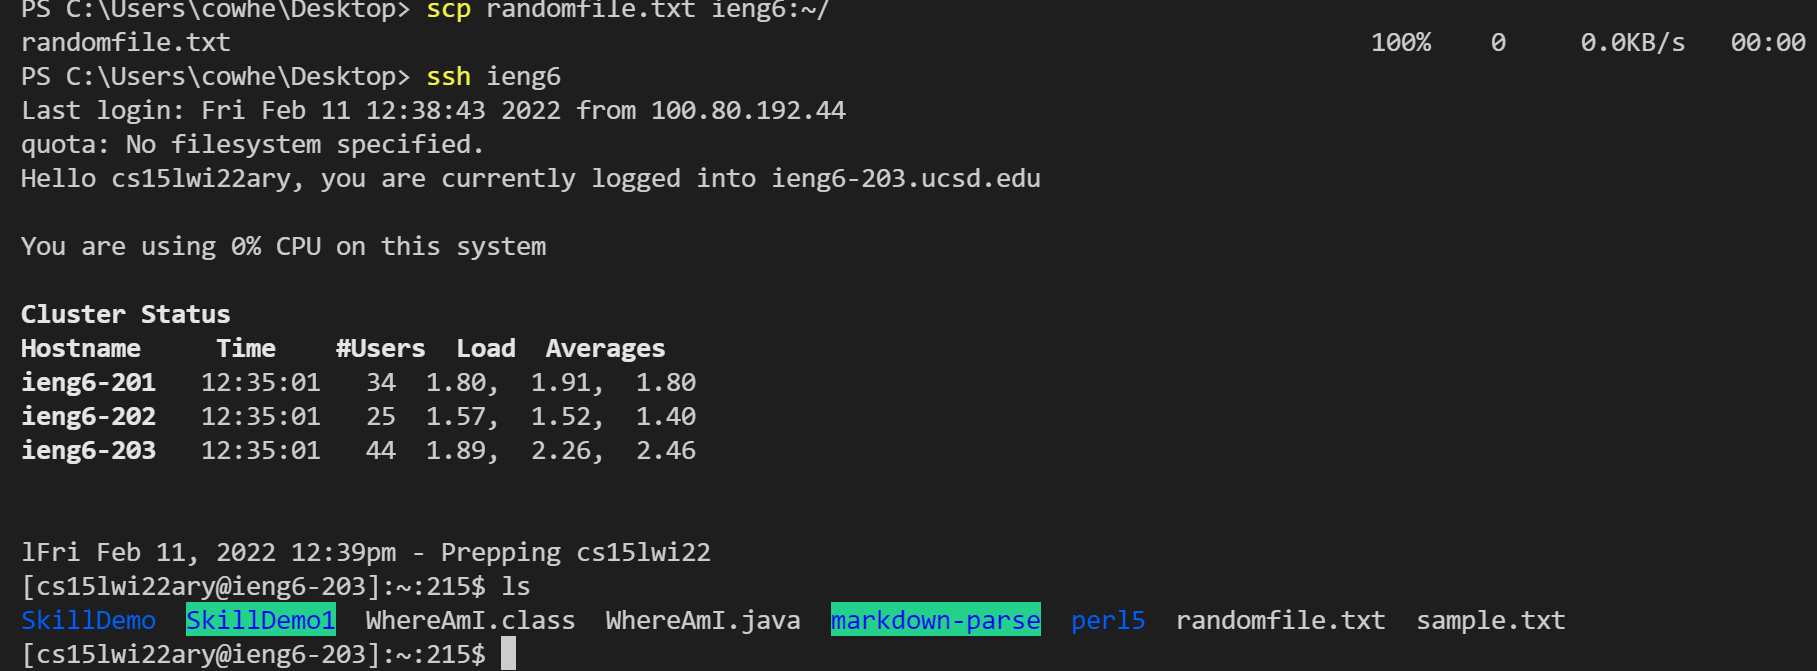 PS C:\Users\cowhe\Desktop> scp randomfile.txt ieng6:~/
randomfile.txt 100% 0 0.0KB/s 00:00
PS C:\Users\cowhe\Desktop> ssh ieng6
Last login: Fri Feb 11 12:38:43 2022 from 100.80.192.44
quota: No filesystem specified.
Hello cs15lwi22ary, you are currently logged into ieng6-203.ucsd.edu
You are using 0% CPU on this system
Cluster Status
Hostname Time #Users Load Averages
ieng6-201 12:35:01 34 1.80, 1.91, 1.80
ieng6-202 12:35:01 25 1.57, 1.52, 1.40
ieng6-203 12:35:01 44 1.89, 2.26, 2.46
lFri Feb 11, 2022 12:39pm - Prepping cs15lwi22
[cs15lwi22ary@ieng6-203]:~:215$ ls
SkillDemo SkillDemo1 WhereAmI.class WhereAmI.java markdown-parse perl5 randomfile.txt sample.txt
[cs15lwi22ary@ieng6-203]:~:215$